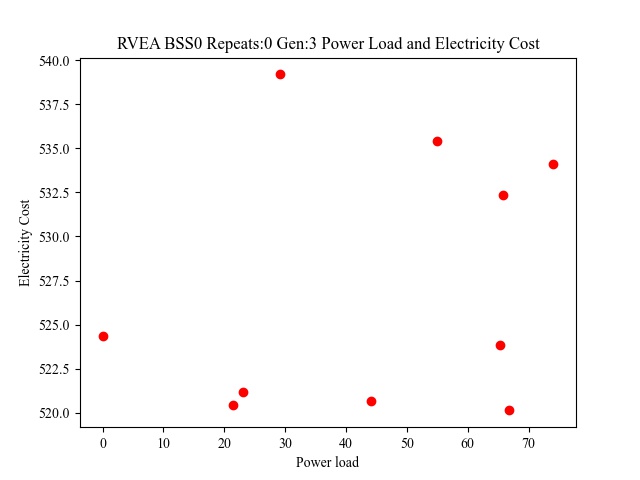 RVEA BSS0 Repeats:0 Gen:3 Power Load and Electricity Cost
540.0
537.5
535.0
532.5
530.0
527.5
525.0
522.5
520.0
Electricity Cost
0 10 20 30 40 50 60 70
Power load